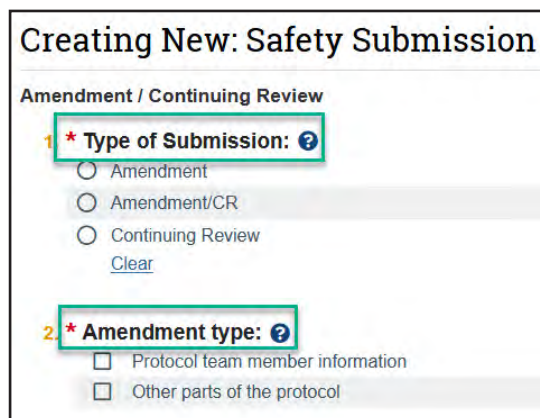 Creating New: Safety Submission
Amendment / Continuing Review
1. * Type of Submission: ?
Amendment
Amendment/CR
Continuing Review
Clear
2. * Amendment type: ?
Protocol team member information
Other parts of the protocol